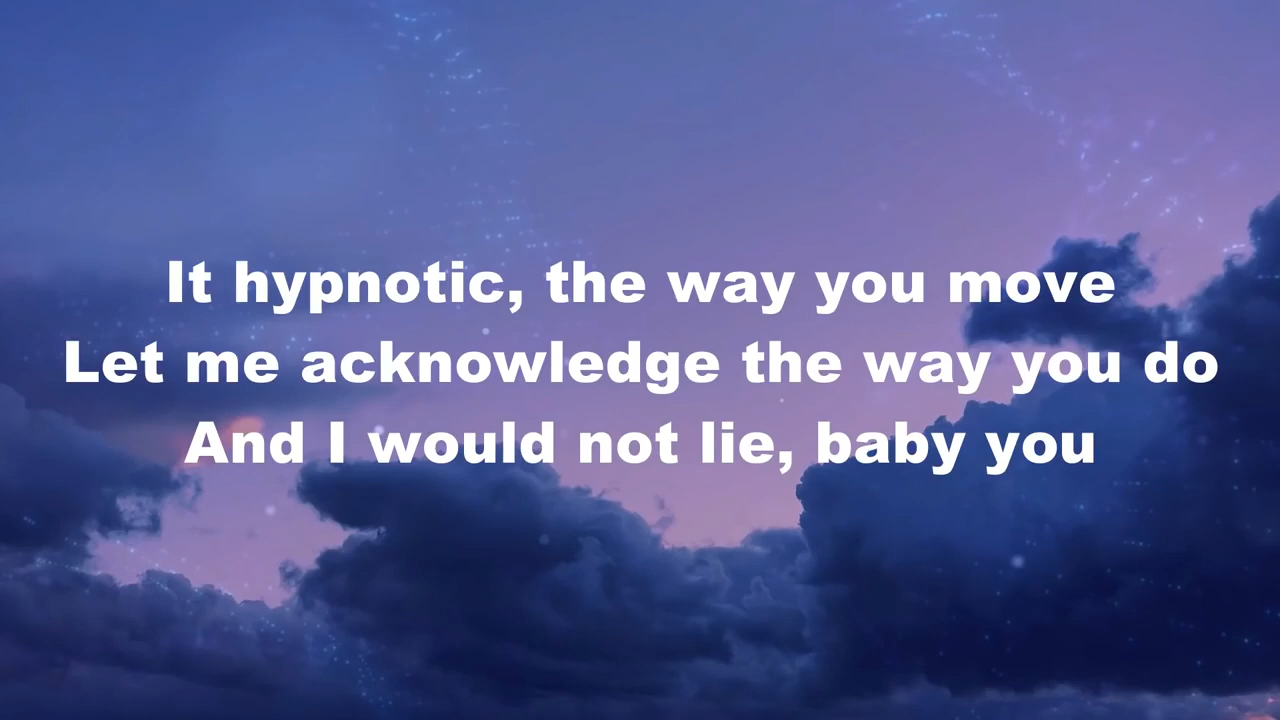 It hypnotic, the way you move
Let me acknowledge the way you do
And I would not lie, baby you